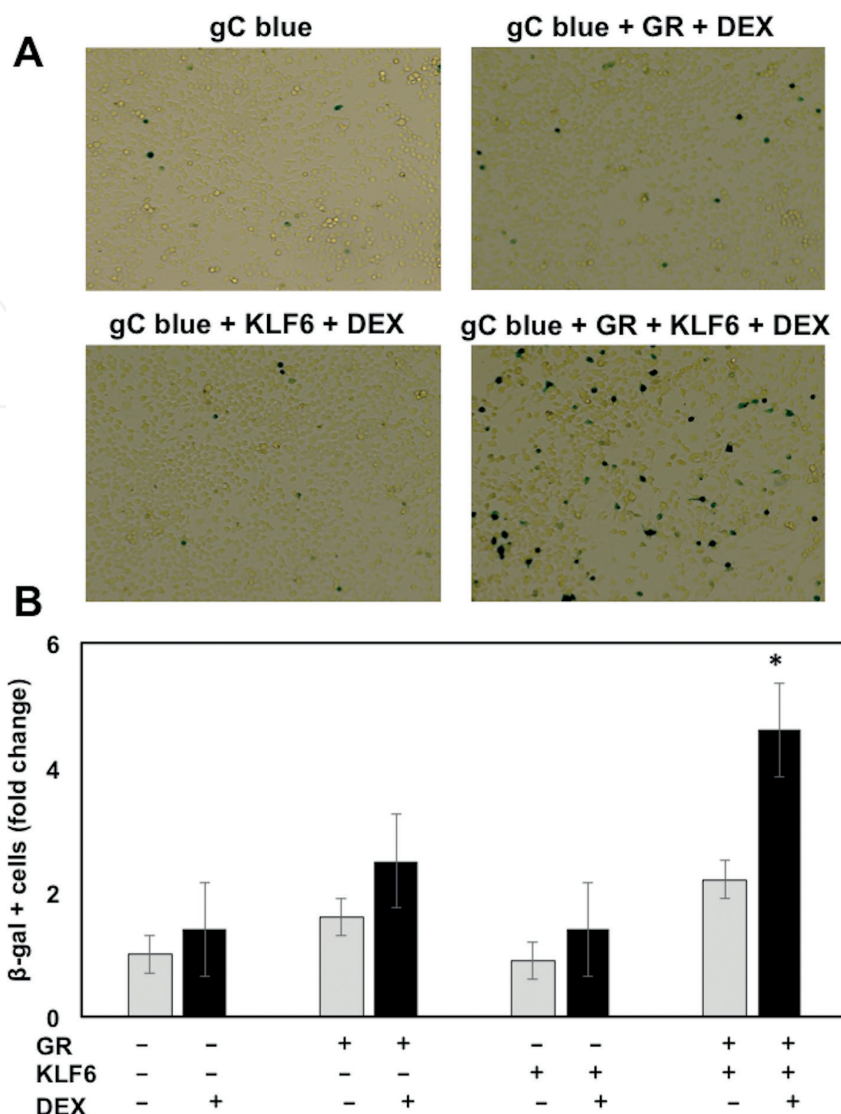 A
gC blue
gC blue + GR + DEX
gC blue + KLF6 + DEX
gC blue + GR + KLF6 + DEX
B
β-gal + cells (fold change)
6
4
2
0
*
GR − − + + − − + +
KLF6 − − − − + + + +
DEX − + − + − + − +